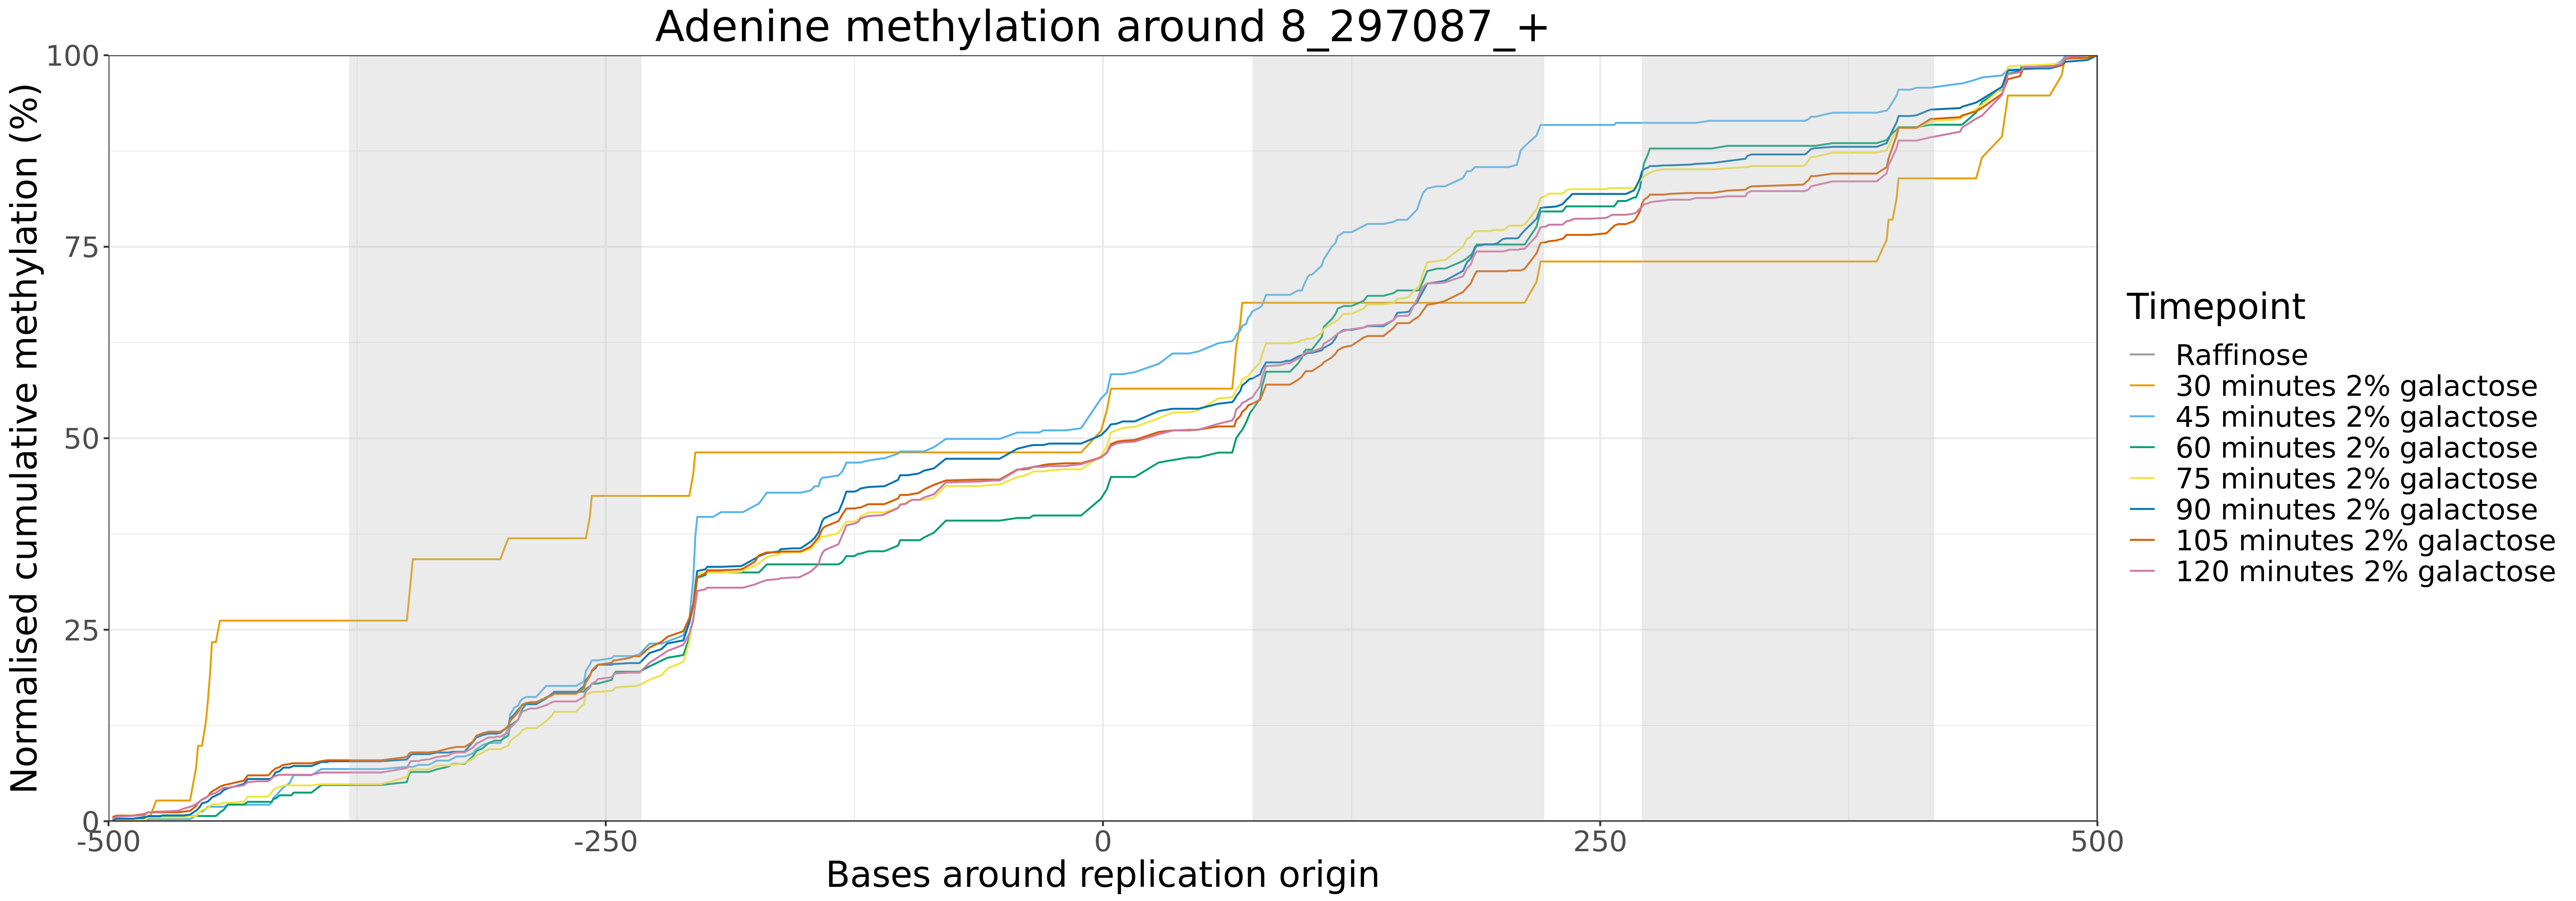 Adenine methylation around 8_297087_+
Normalised cumulative methylation (%)
100
75
50
25
0
-500
-250
0
250
500
Bases around replication origin
Timepoint
Raffinose
30 minutes 2% galactose
45 minutes 2% galactose
60 minutes 2% galactose
75 minutes 2% galactose
90 minutes 2% galactose
105 minutes 2% galactose
120 minutes 2% galactose